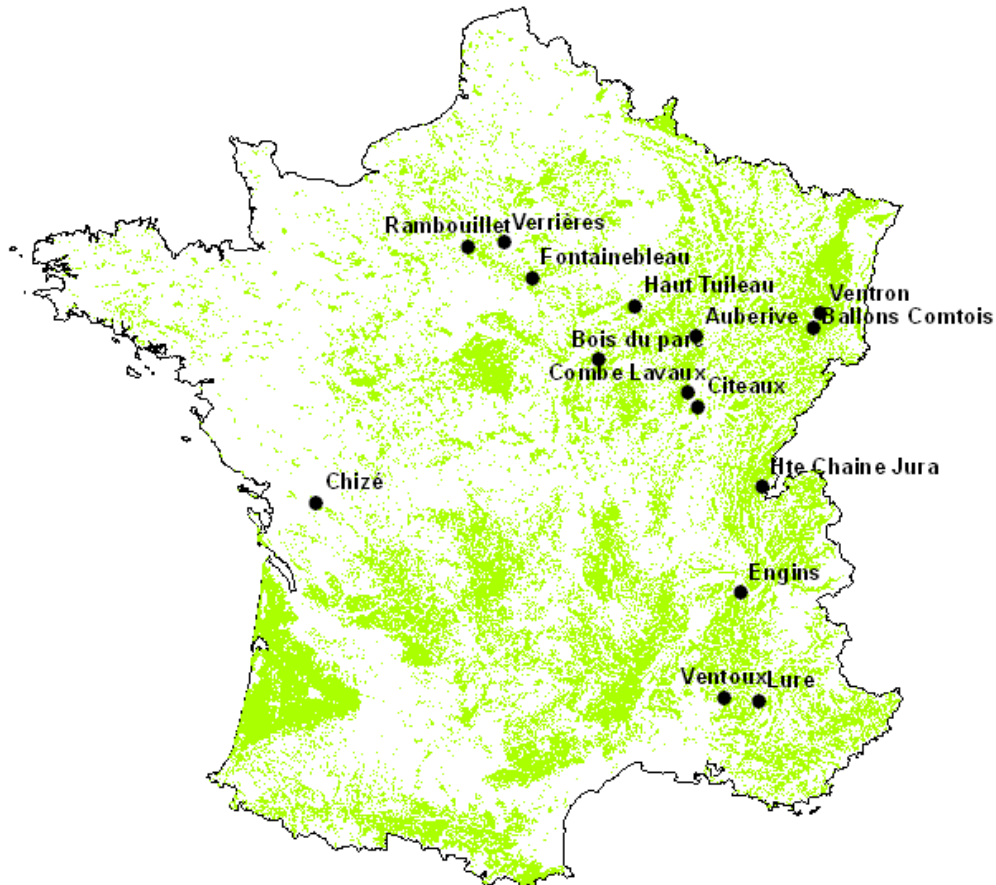 Rambouillet
Verrières
Fontainebleau
Haut Tuileau
Ventron
Auberive
Ballons Comtois
Bois du parc
Combe Lavaux
Citeaux
Hte Chaine Jura
Chizé
Engins
Ventoux
Lure